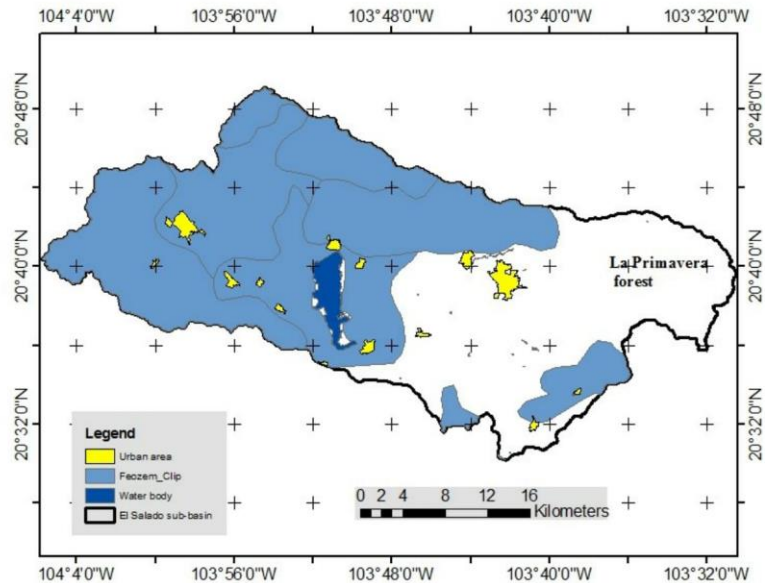 104°4'0"W 103°56'0"W 103°48'0"W 103°40'0"W 103°32'0"W
20°48'0"N 20°48'0"N
20°40'0"N 20°40'0"N
La Primavera
forest
20°32'0"N 20°32'0"N
Legend
Urban area
Feozem_Clip
Water body
El Salado sub-basin
0 2 4 8 12 16
Kilometers
104°4'0"W 103°56'0"W 103°48'0"W 103°40'0"W 103°32'0"W